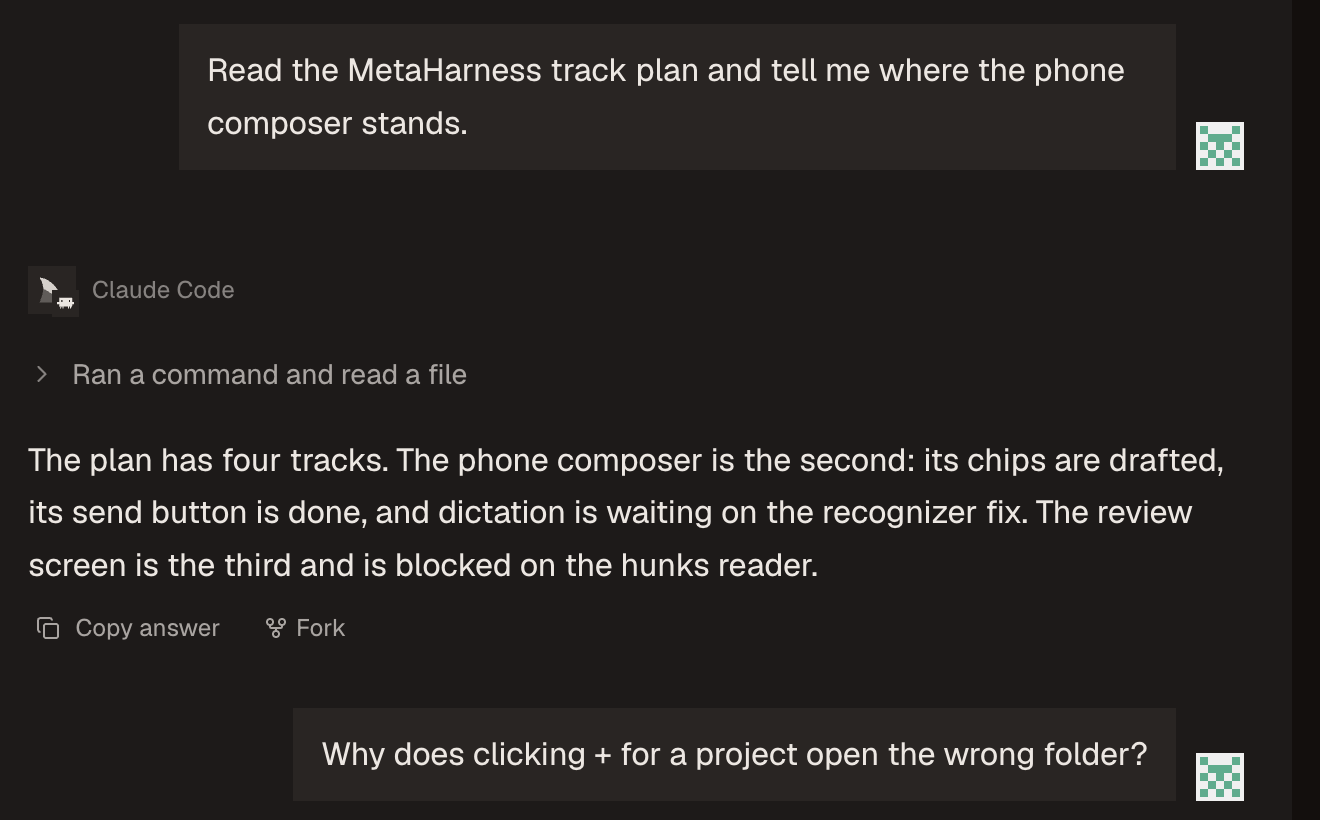 Read the MetaHarness track plan and tell me where the phone
composer stands.
Claude Code
Ran a command and read a file
The plan has four tracks. The phone composer is the second: its chips are drafted,
its send button is done, and dictation is waiting on the recognizer fix. The review
screen is the third and is blocked on the hunks reader.
Copy answer
Fork
Why does clicking + for a project open the wrong folder?